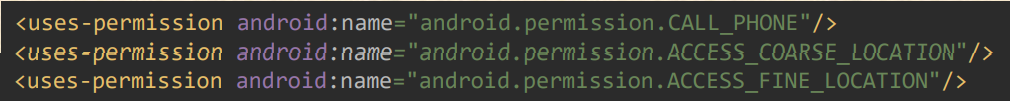 <uses-permission android:name="android.permission.CALL_PHONE"/>
<uses-permission android:name="android.permission.ACCESS_COARSE_LOCATION"/>
<uses-permission android:name="android.permission.ACCESS_FINE_LOCATION"/>